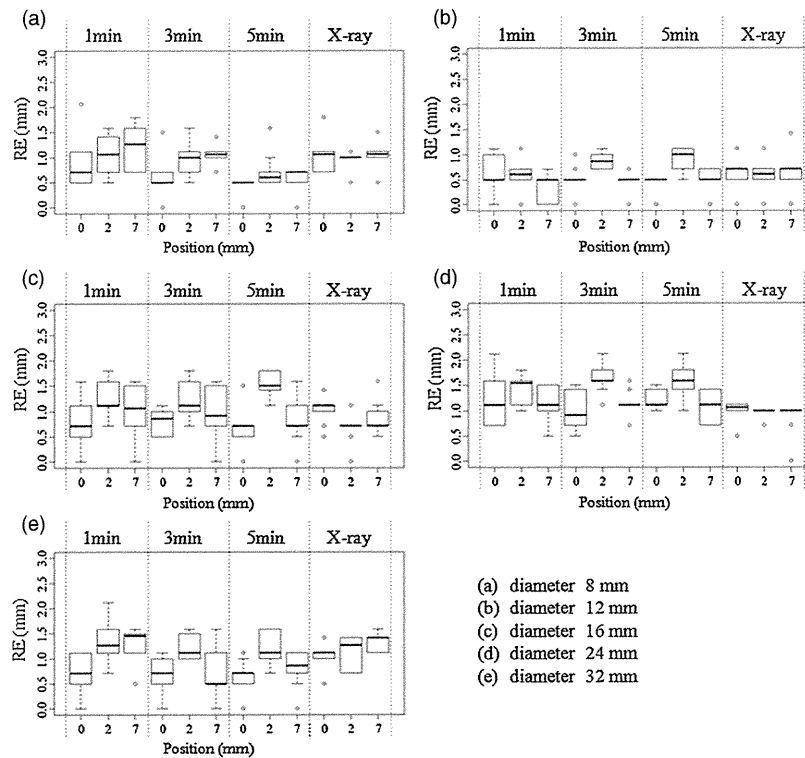 (a)
1min 3min 5min X-ray
RE (mm)
3.0
2.5
2.0
1.5
1.0
0.5
0.0
0 2 7 0 2 7 0 2 7 0 2 7
Position (mm)
(b)
1min 3min 5min X-ray
RE (mm)
3.0
2.5
2.0
1.5
1.0
0.5
0.0
0 2 7 0 2 7 0 2 7 0 2 7
Position (mm)
(c)
1min 3min 5min X-ray
RE (mm)
3.0
2.5
2.0
1.5
1.0
0.5
0.0
0 2 7 0 2 7 0 2 7 0 2 7
Position (mm)
(d)
1min 3min 5min X-ray
RE (mm)
3.0
2.5
2.0
1.5
1.0
0.5
0.0
0 2 7 0 2 7 0 2 7 0 2 7
Position (mm)
(e)
1min 3min 5min X-ray
RE (mm)
3.0
2.5
2.0
1.5
1.0
0.5
0.0
0 2 7 0 2 7 0 2 7 0 2 7
Position (mm)
(a) diameter 8 mm
(b) diameter 12 mm
(c) diameter 16 mm
(d) diameter 24 mm
(e) diameter 32 mm